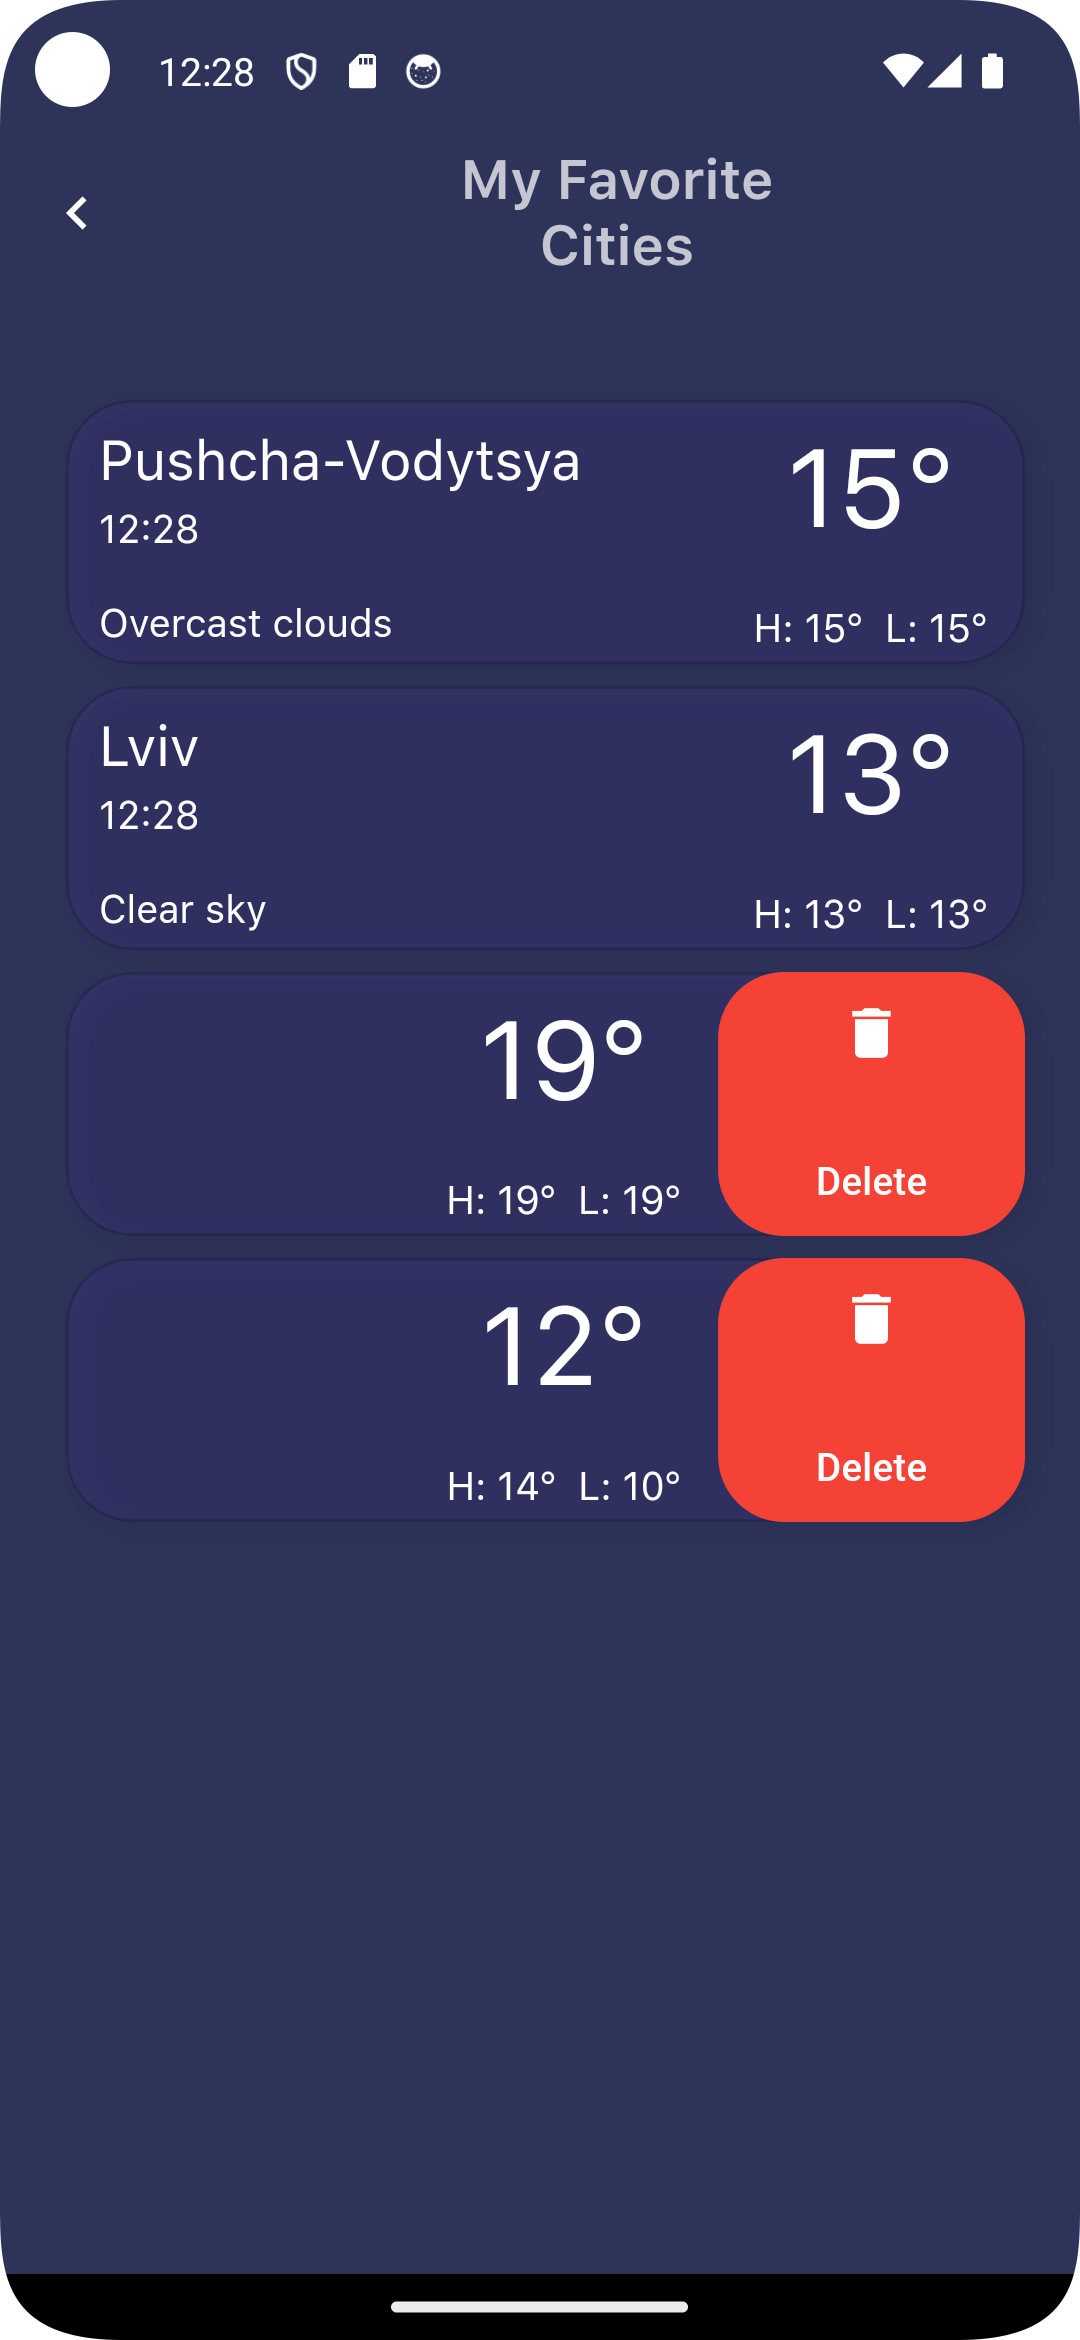 12:28
My Favorite
Cities
Pushcha-Vodytsya
15°
12:28
Overcast clouds
H: 15° L: 15°
Lviv
13°
12:28
Clear sky
H: 13° L: 13°
19°
H: 19° L: 19°
Delete
12°
H: 14° L: 10°
Delete